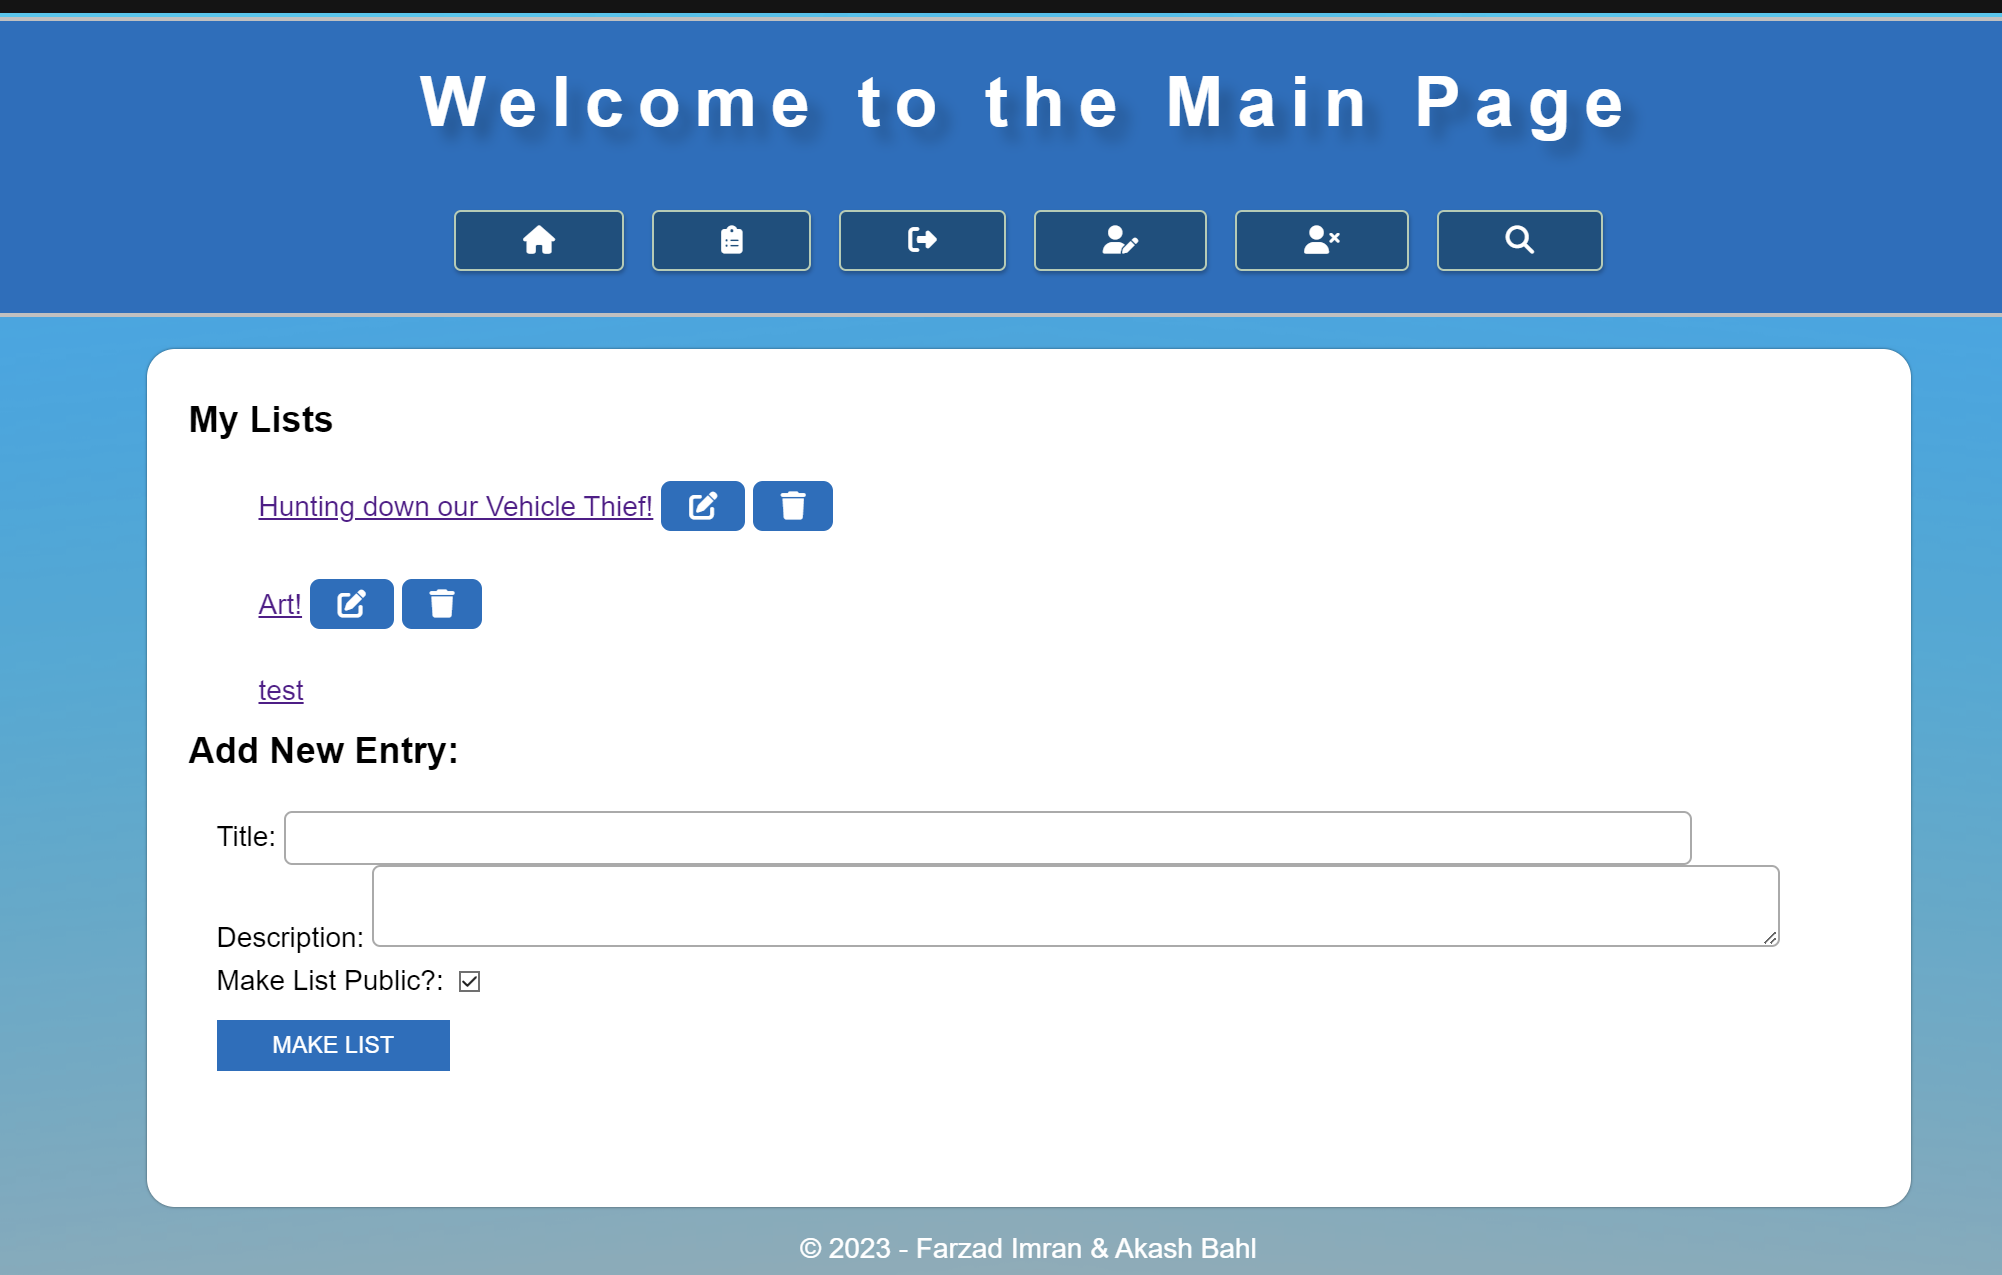 Welcome to the Main Page
My Lists
Hunting down our Vehicle Thief!
Art!
test
Add New Entry:
Title:
Description:
Make List Public?:
MAKE LIST
© 2023 - Farzad Imran & Akash Bahl